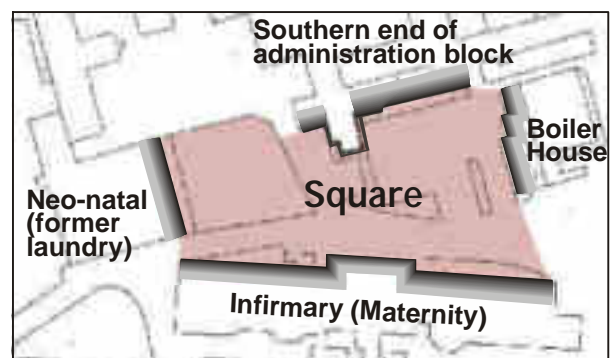 Southern end of
administration block
Boiler
House
Neo-natal
(former
laundry)
Square
Infirmary (Maternity)